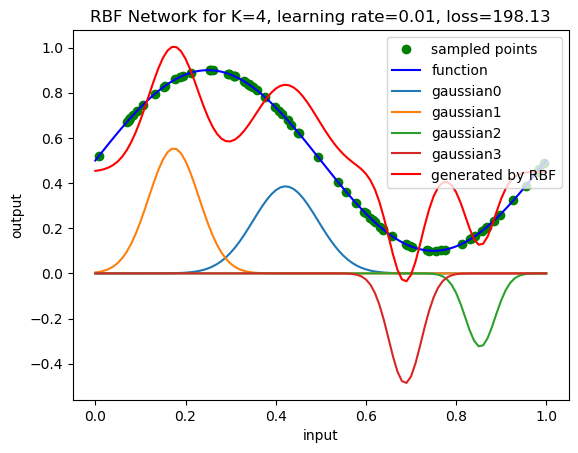 RBF Network for K=4, learning rate=0.01, loss=198.13
1.0
0.8
0.6
0.4
0.2
0.0
−0.2
−0.4
output
sampled points
function
gaussian0
gaussian1
gaussian2
gaussian3
generated by RBF
0.0 0.2 0.4 0.6 0.8 1.0
input